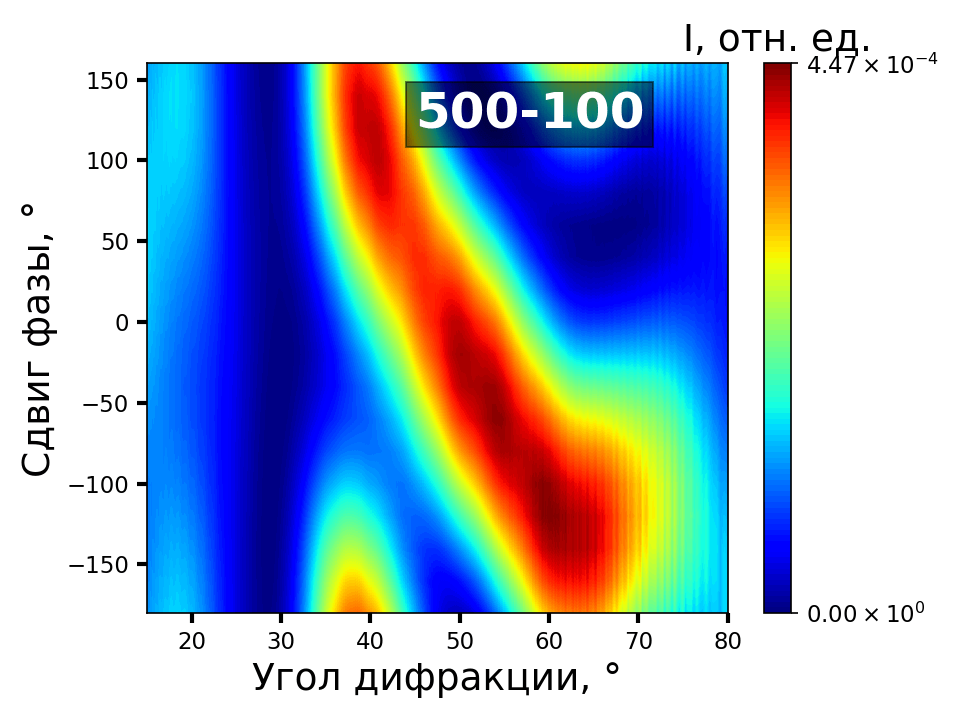 I, отн. ед.
4.47 × 10⁻⁴
500-100
150
100
50
0
−50
−100
−150
Сдвиг фазы, °
0.00 × 10⁰
20 30 40 50 60 70 80
Угол дифракции, °